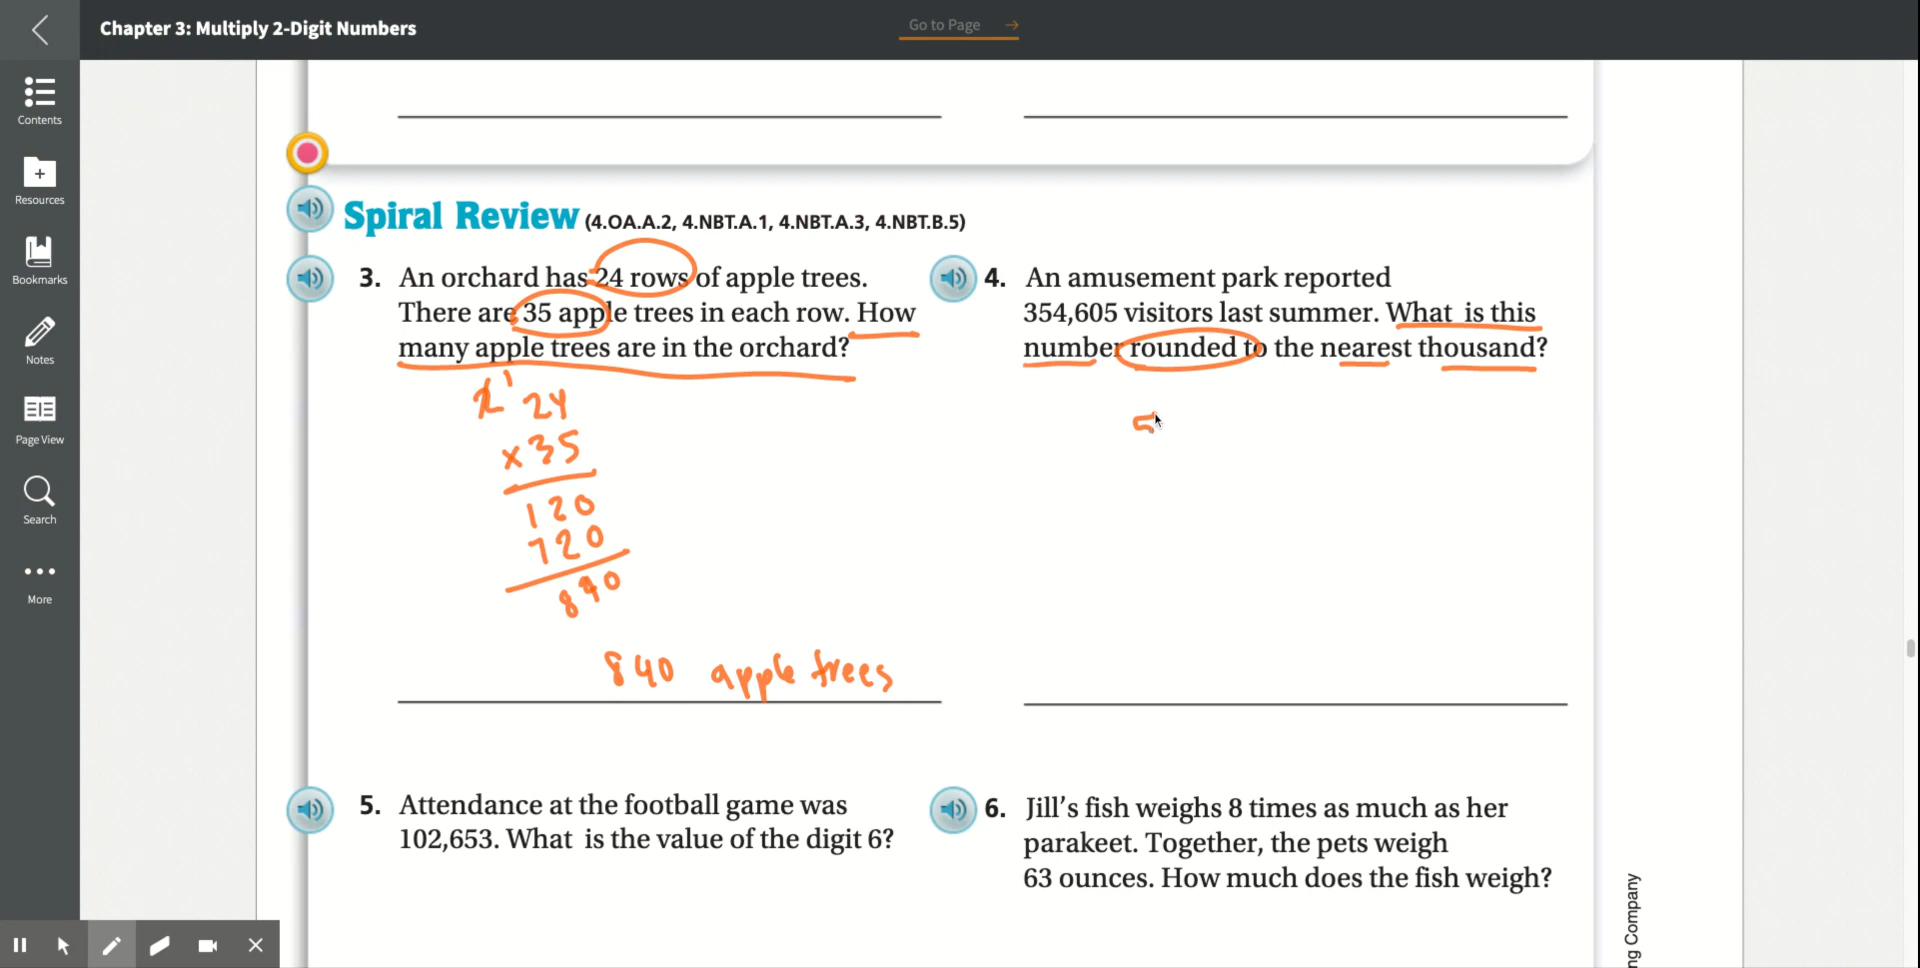 Chapter 3: Multiply 2-Digit Numbers
Go to Page →
Contents
Resources
Bookmarks
Notes
Page View
Search
More
Spiral Review (4.OA.A.2, 4.NBT.A.1, 4.NBT.A.3, 4.NBT.B.5)
3. An orchard has 24 rows of apple trees.
There are 35 apple trees in each row. How
many apple trees are in the orchard?
1
2 24
x 35
120
720
840
840 apple trees
4. An amusement park reported
354,605 visitors last summer. What is this
number rounded to the nearest thousand?
5
5. Attendance at the football game was
102,653. What is the value of the digit 6?
6. Jill's fish weighs 8 times as much as her
parakeet. Together, the pets weigh
63 ounces. How much does the fish weigh?
ng Company